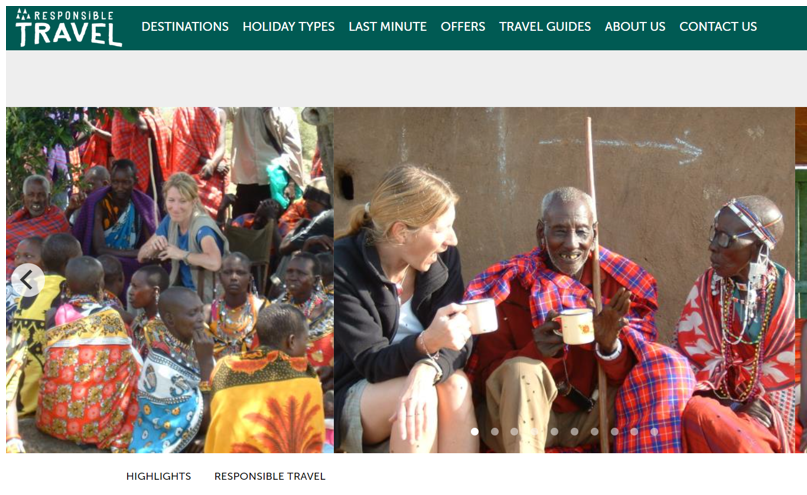 RESPONSIBLE
TRAVEL
DESTINATIONS HOLIDAY TYPES LAST MINUTE OFFERS TRAVEL GUIDES ABOUT US CONTACT US
HIGHLIGHTS RESPONSIBLE TRAVEL